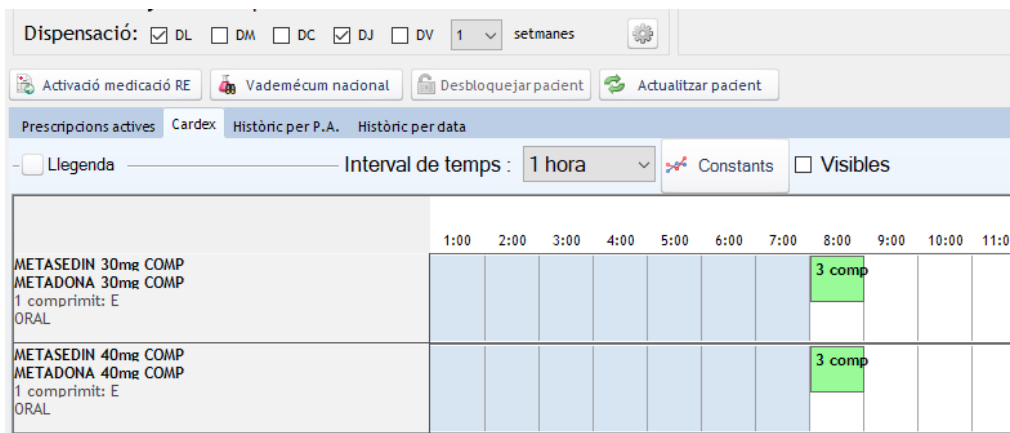 Dispensació: DL DM DC DJ DV 1 setmanes
Activació medicació RE Vademécum nacional Desbloquejar pacient Actualitzar pacient
Prescripcions actives Cardex Històric per P.A. Històric per data
Llegenda Interval de temps : 1 hora Constants Visibles
1:00 2:00 3:00 4:00 5:00 6:00 7:00 8:00 9:00 10:00 11:0
METASEDIN 30mg COMP 3 comp
METADONA 30mg COMP
1 comprimit: E
ORAL
METASEDIN 40mg COMP 3 comp
METADONA 40mg COMP
1 comprimit: E
ORAL